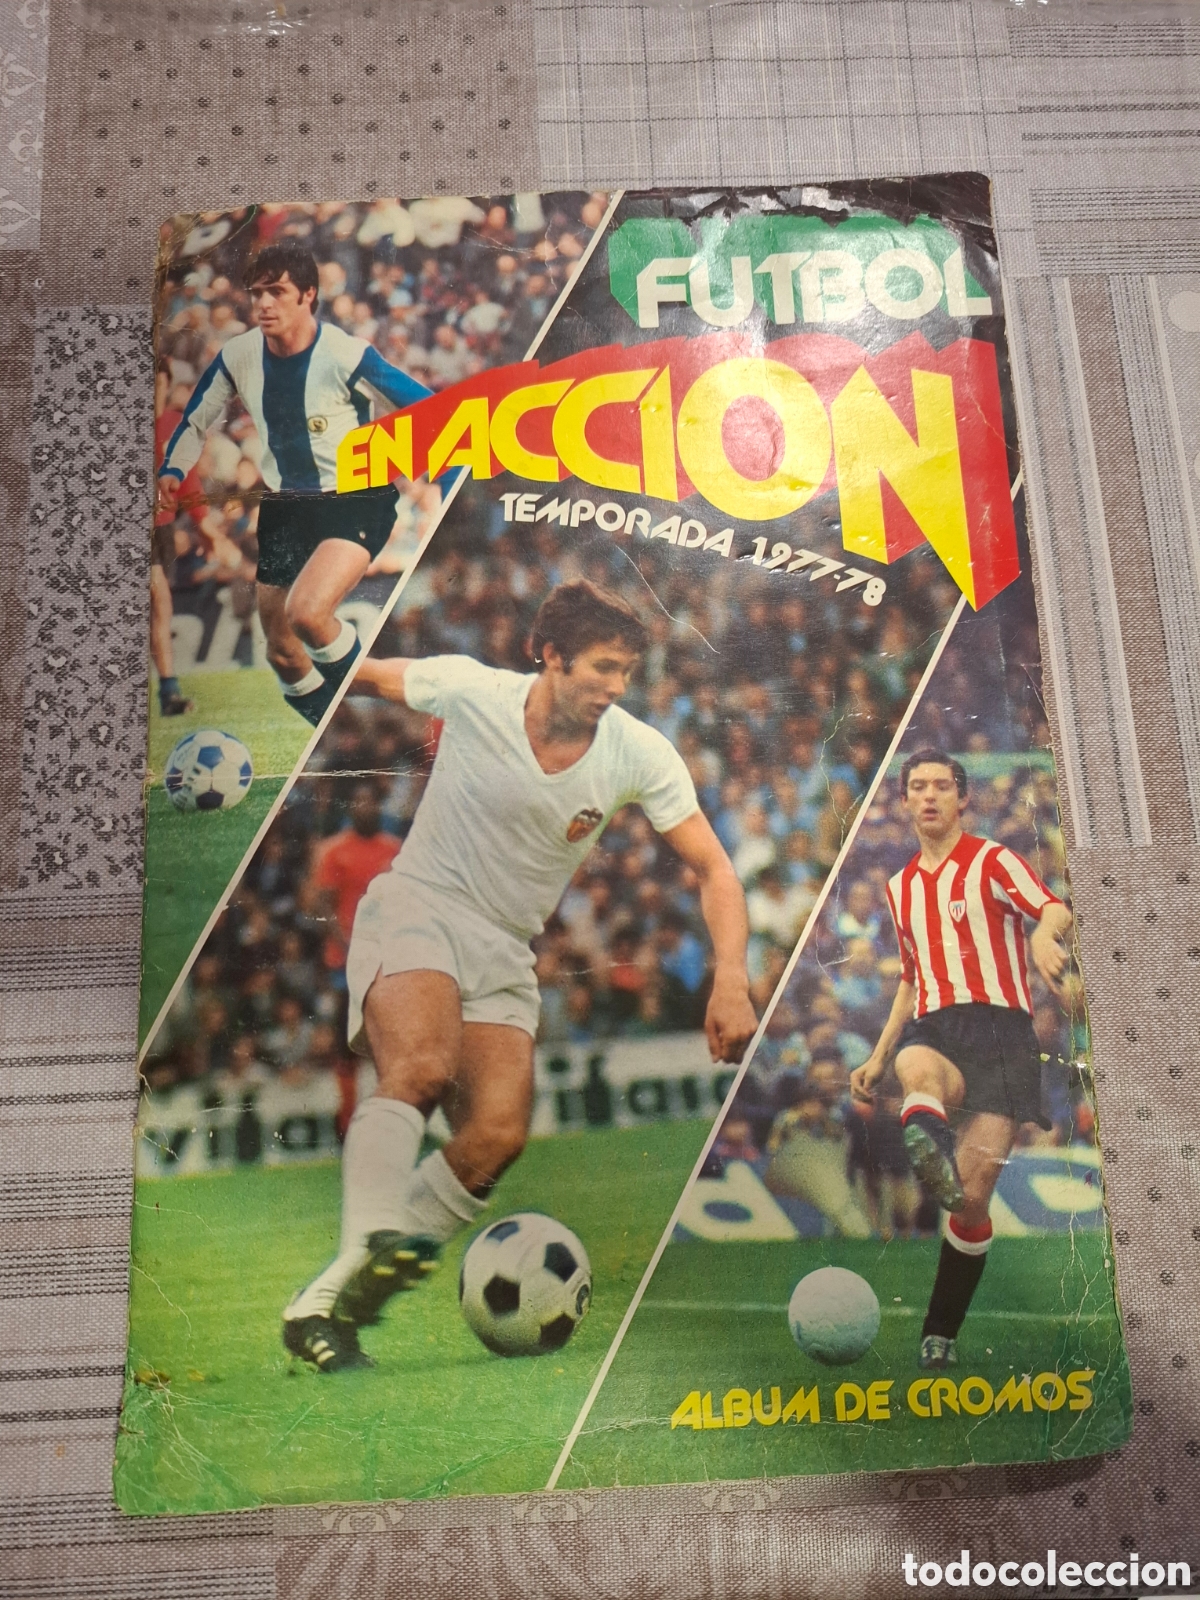 FUTBOL
EN ACCION
TEMPORADA 1977-78
ALBUM DE CROMOS
todocoleccion